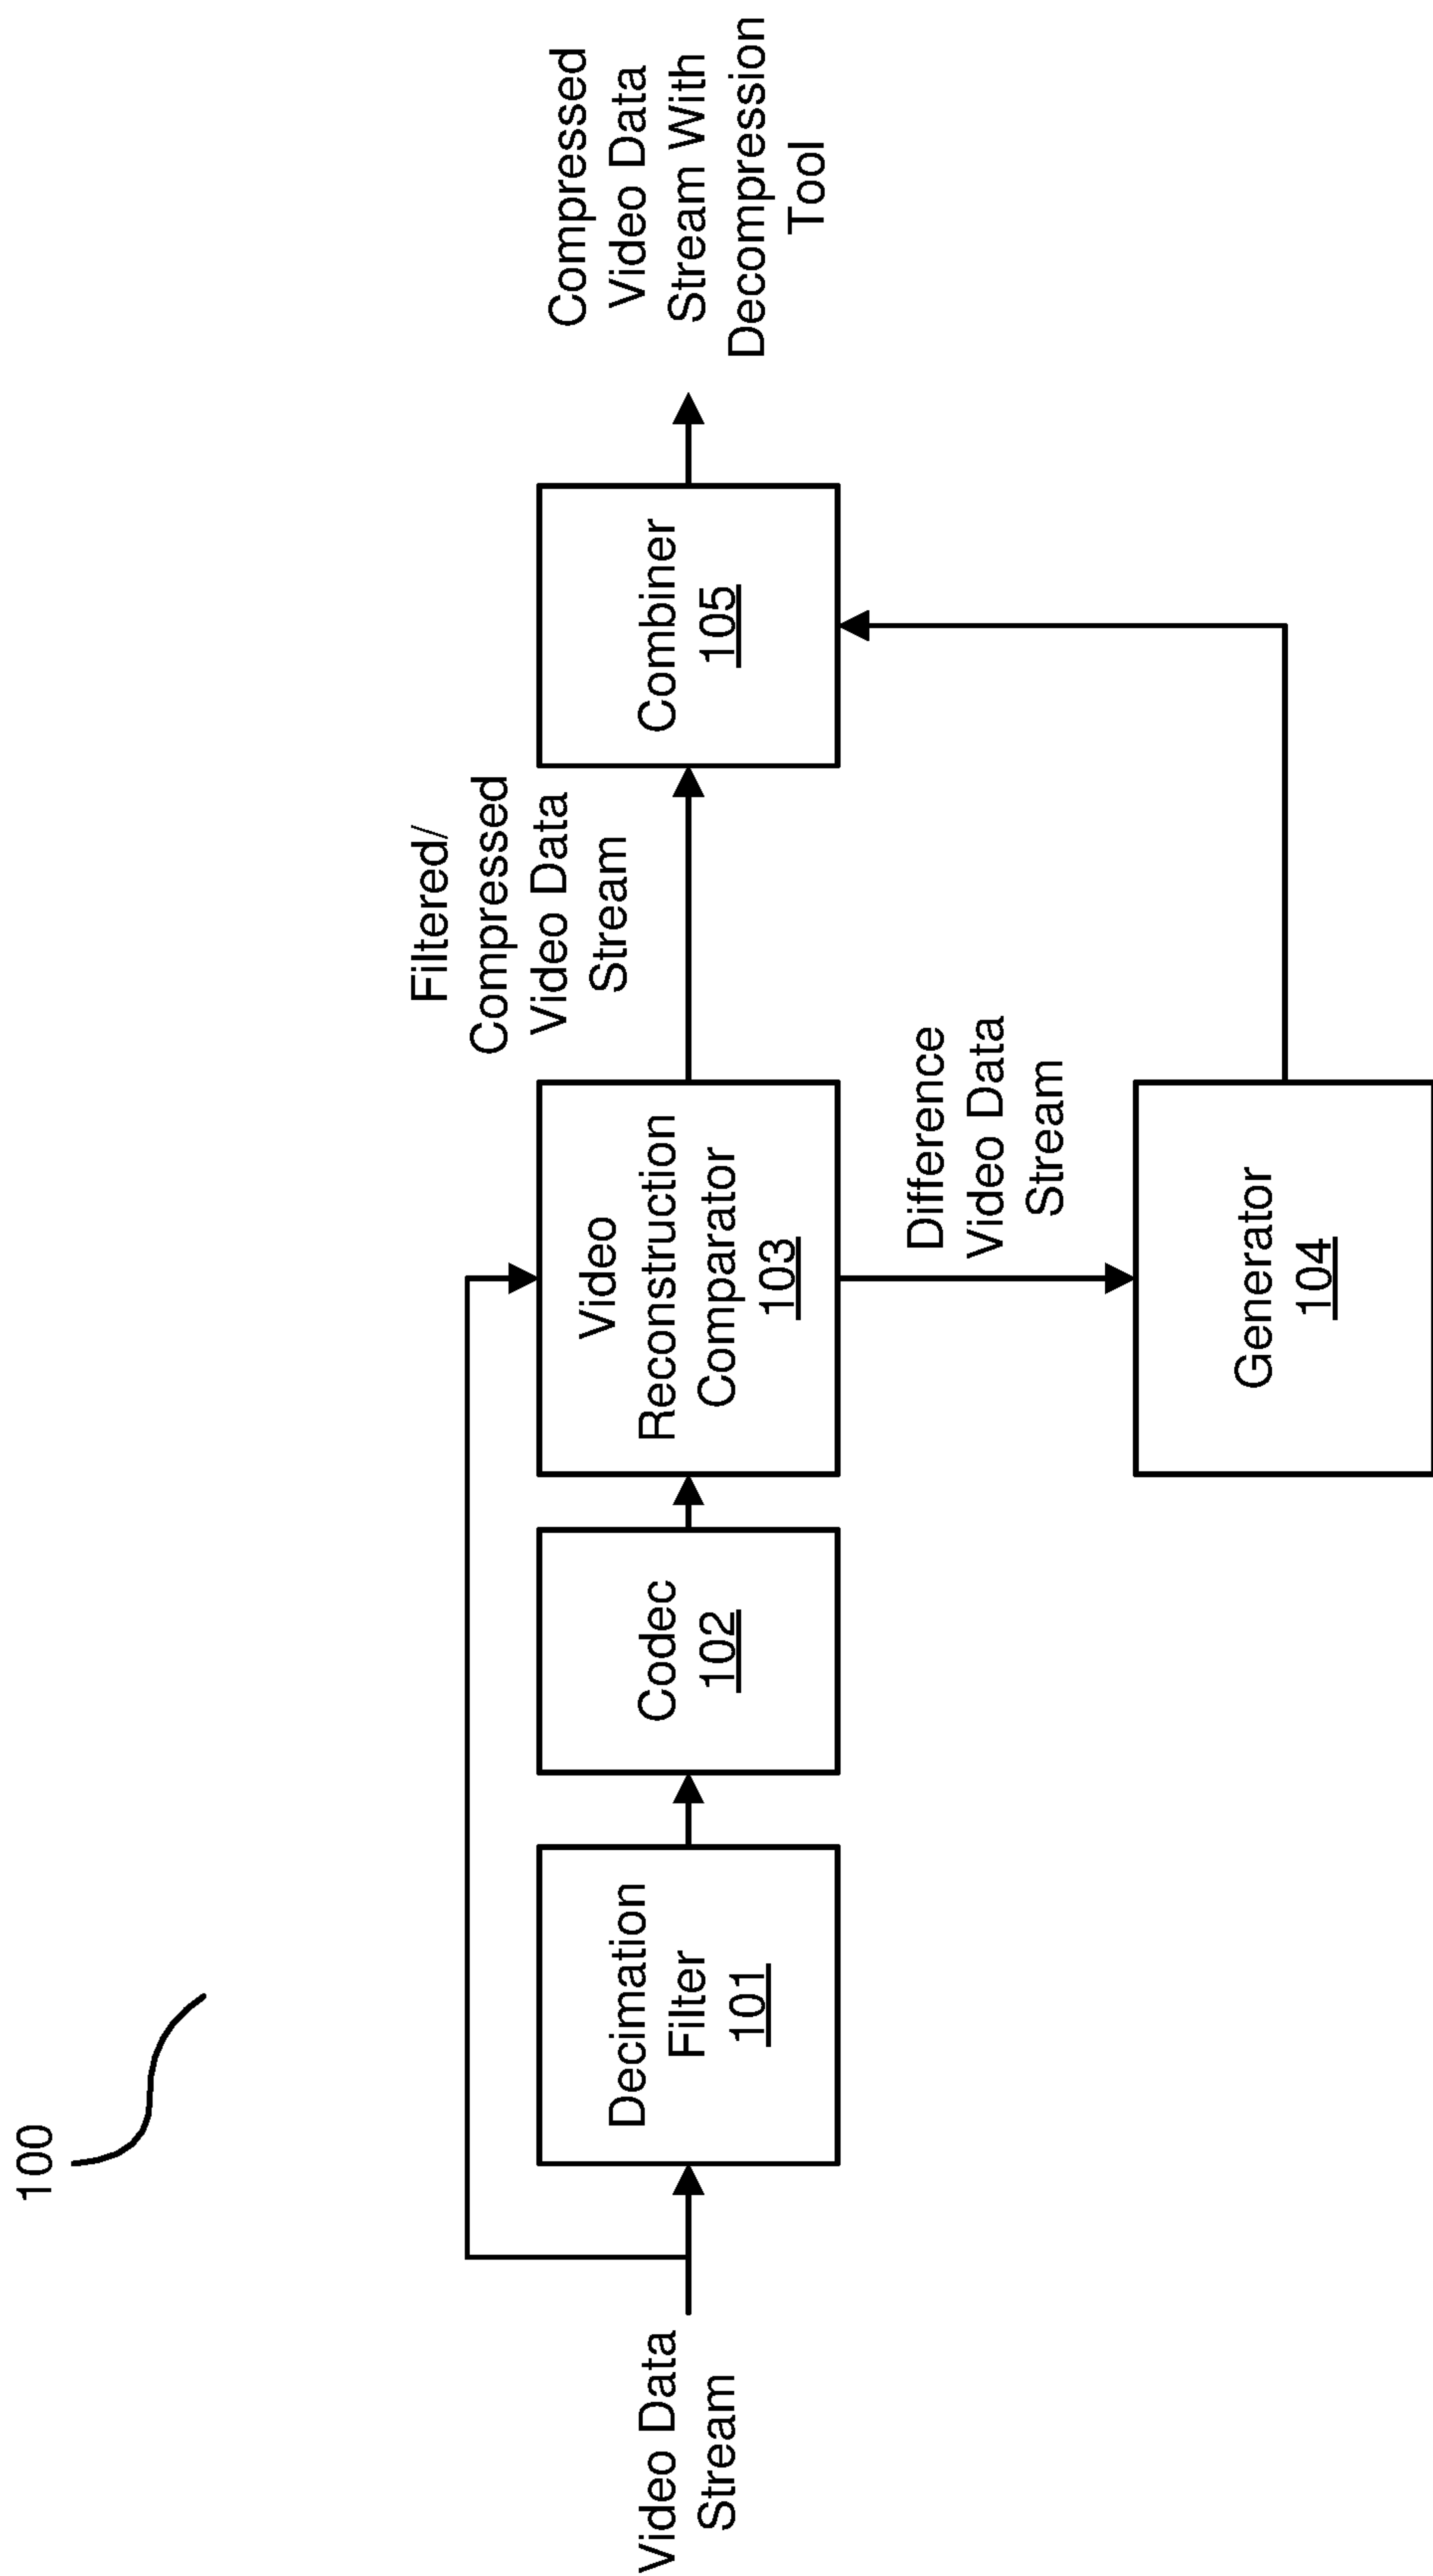 100
Video Data
Stream
Decimation
Filter
101
Codec
102
Video
Reconstruction
Comparator
103
Filtered/
Compressed
Video Data
Stream
Difference
Video Data
Stream
Generator
104
Combiner
105
Compressed
Video Data
Stream With
Decompression
Tool